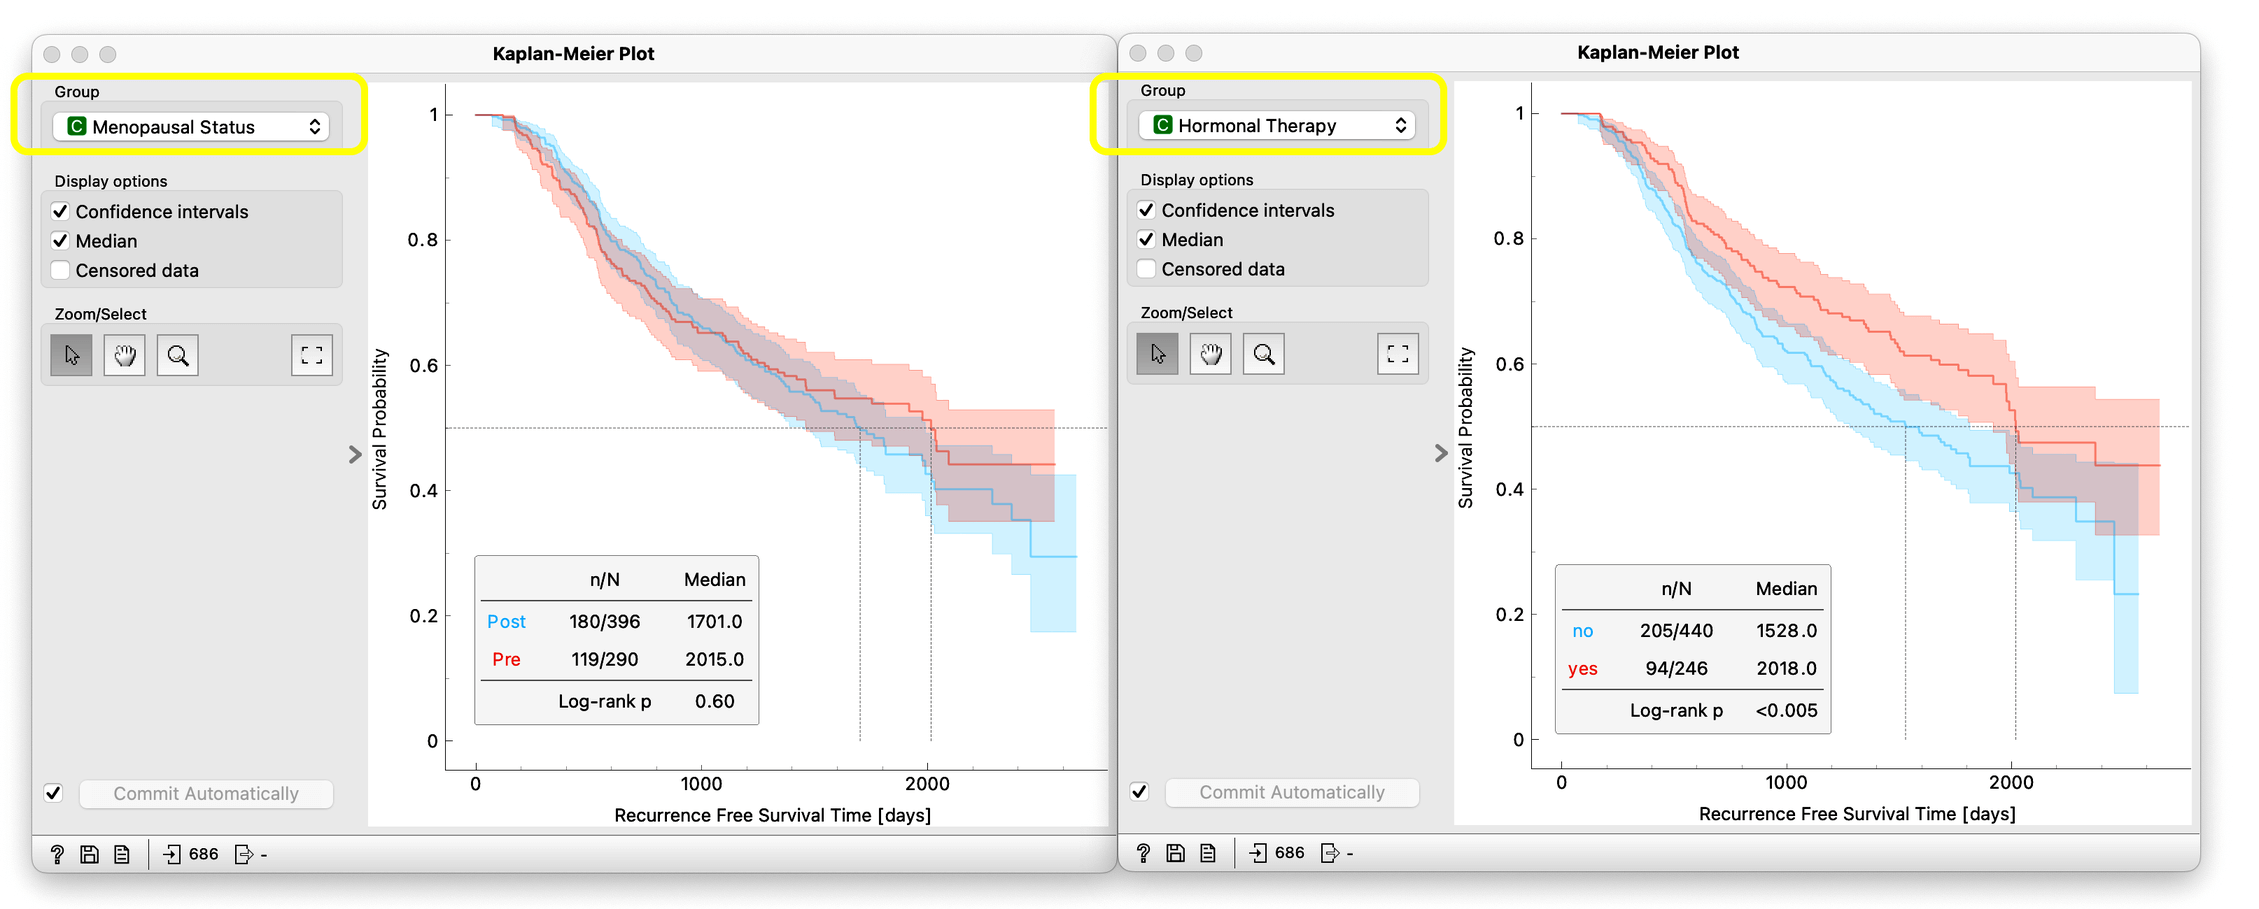 Kaplan-Meier Plot
Group
C Menopausal Status
Display options
Confidence intervals
Median
Censored data
Zoom/Select
Commit Automatically
686
-
1
0.8
0.6
0.4
0.2
0
Survival Probability
0 1000 2000
Recurrence Free Survival Time [days]
n/N Median
Post 180/396 1701.0
Pre 119/290 2015.0
Log-rank p 0.60
Kaplan-Meier Plot
Group
C Hormonal Therapy
Display options
Confidence intervals
Median
Censored data
Zoom/Select
Commit Automatically
686
-
1
0.8
0.6
0.4
0.2
0
Survival Probability
0 1000 2000
Recurrence Free Survival Time [days]
n/N Median
no 205/440 1528.0
yes 94/246 2018.0
Log-rank p <0.005